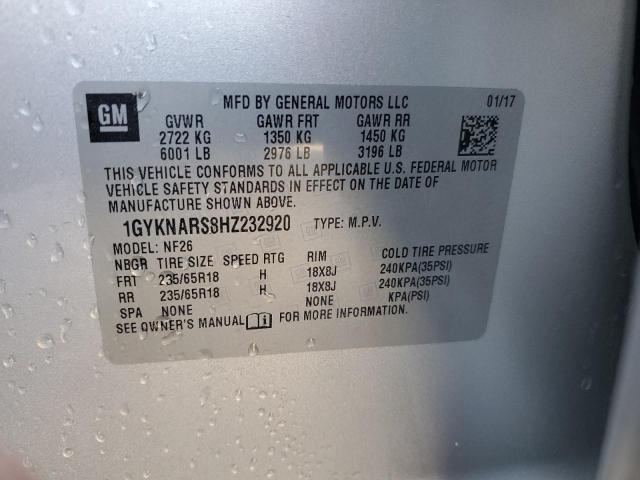 GM
MFD BY GENERAL MOTORS LLC 01/17
GVWR GAWR FRT GAWR RR
2722 KG 1350 KG 1450 KG
6001 LB 2976 LB 3196 LB
THIS VEHICLE CONFORMS TO ALL APPLICABLE U.S. FEDERAL MOTOR
VEHICLE SAFETY STANDARDS IN EFFECT ON THE DATE OF
MANUFACTURE SHOWN ABOVE.
1GYKNARS8HZ232920 TYPE: M.P.V.
MODEL: NF26
NBGR TIRE SIZE SPEED RTG RIM COLD TIRE PRESSURE
FRT 235/65R18 H 18X8J 240KPA(35PSI)
RR 235/65R18 H 18X8J 240KPA(35PSI)
SPA NONE NONE KPA(PSI)
SEE OWNER'S MANUAL FOR MORE INFORMATION.